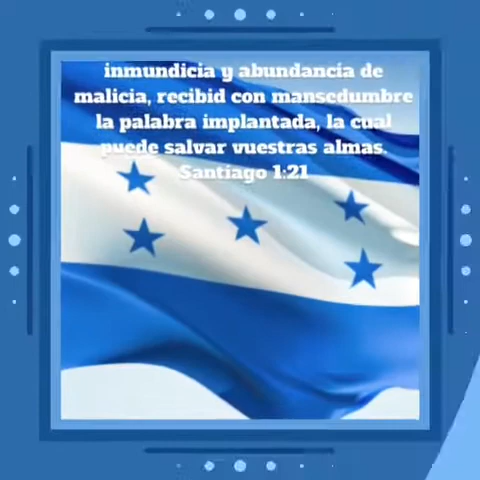 inmundicia y abundancia de
malicia, recibid con mansedumbre
la palabra implantada, la cual
puede salvar vuestras almas.
Santiago 1:21